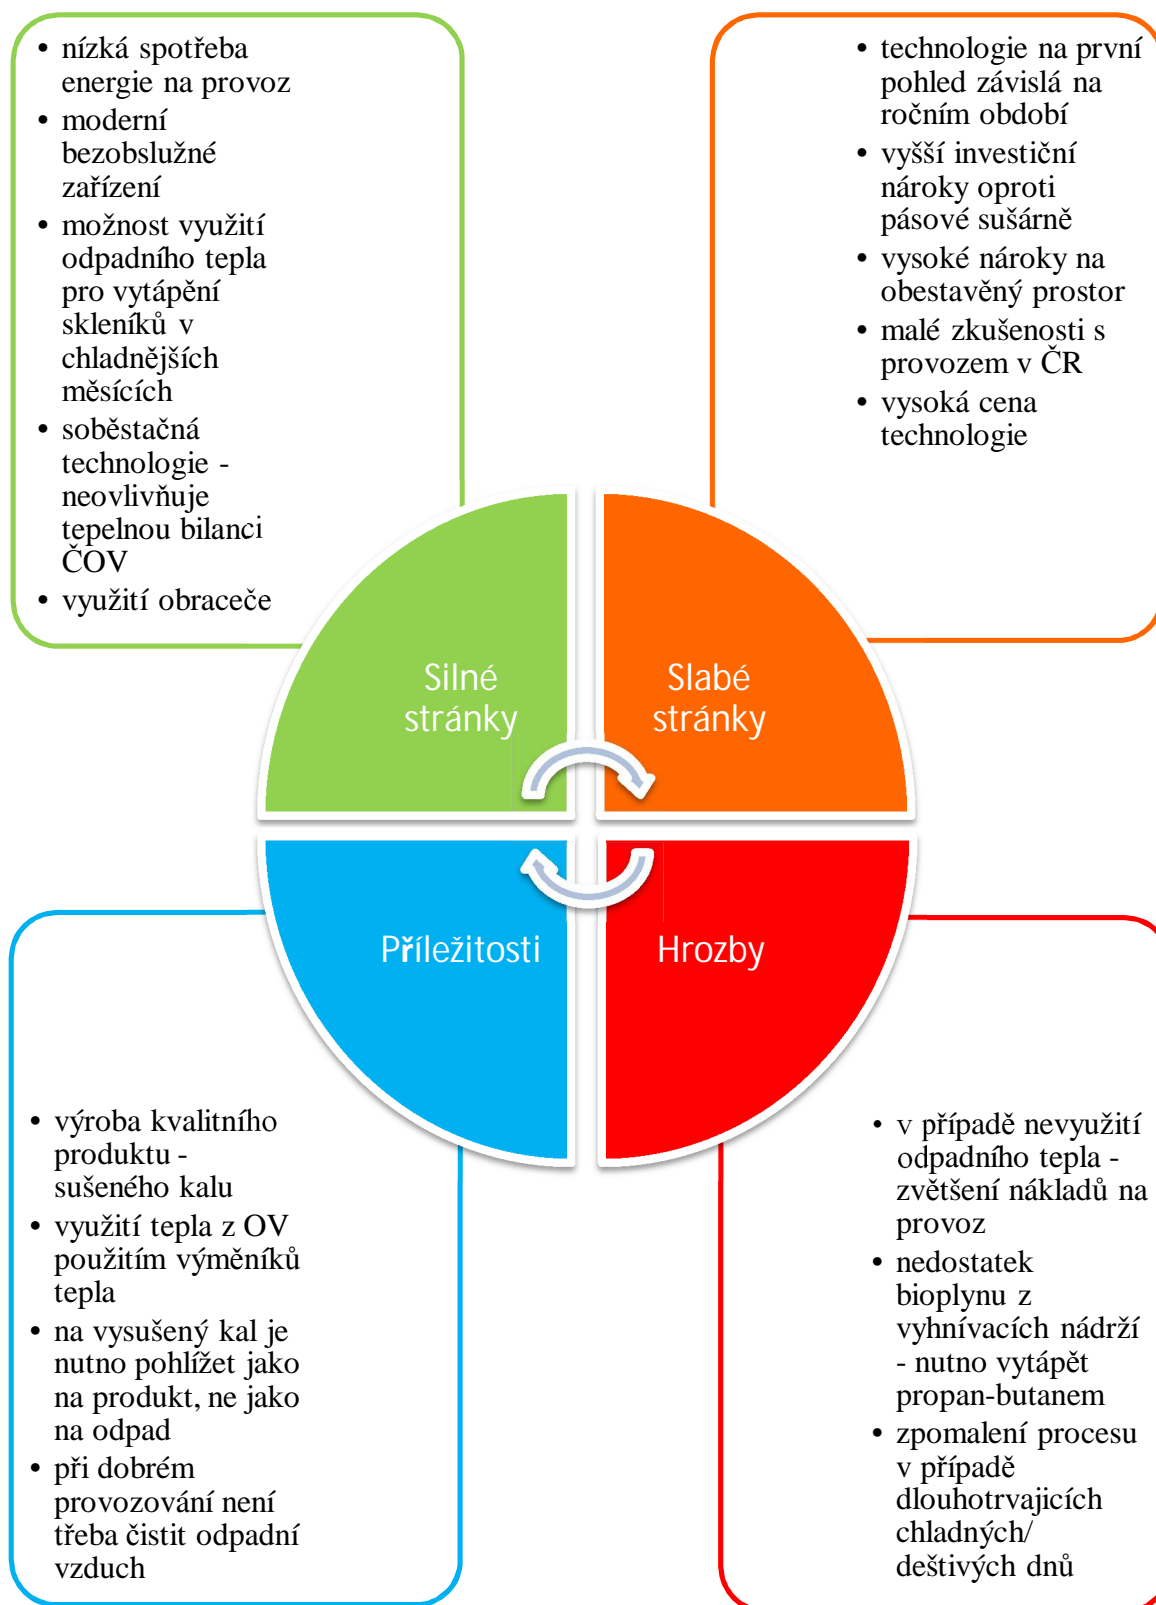 • nízká spotřeba
energie na provoz
• moderní
bezobslužné
zařízení
• možnost využití
odpadního tepla
pro vytápění
skleníků v
chladnějších
měsících
• soběstačná
technologie -
neovlivňuje
tepelnou bilanci
ČOV
• využití obraceče
• technologie na první
pohled závislá na
ročním období
• vyšší investiční
nároky oproti
pásové sušárně
• vysoké nároky na
obestavěný prostor
• malé zkušenosti s
provozem v ČR
• vysoká cena
technologie
Silné
stránky
Slabé
stránky
Příležitosti
Hrozby
• výroba kvalitního
produktu -
sušeného kalu
• využití tepla z OV
použitím výměníků
tepla
• na vysušený kal je
nutno pohlížet jako
na produkt, ne jako
na odpad
• při dobrém
provozování není
třeba čistit odpadní
vzduch
• v případě nevyužití
odpadního tepla -
zvětšení nákladů na
provoz
• nedostatek
bioplynu z
vyhnívacích nádrží
- nutno vytápět
propan-butanem
• zpomalení procesu
v případě
dlouhotrvajicích
chladných/
deštivých dnů